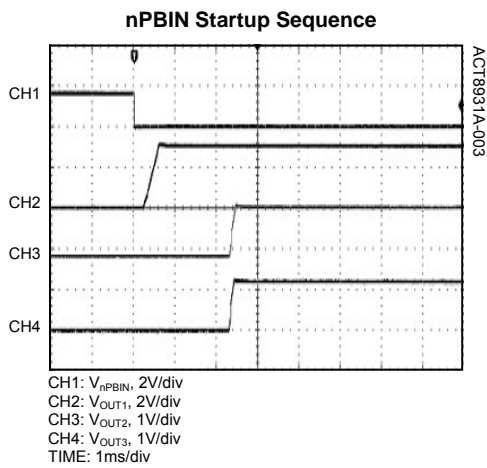 nPBIN Startup Sequence
ACT8931A-003
CH1
CH2
CH3
CH4
CH1: VnPBIN, 2V/div
CH2: VOUT1, 2V/div
CH3: VOUT2, 1V/div
CH4: VOUT3, 1V/div
TIME: 1ms/div